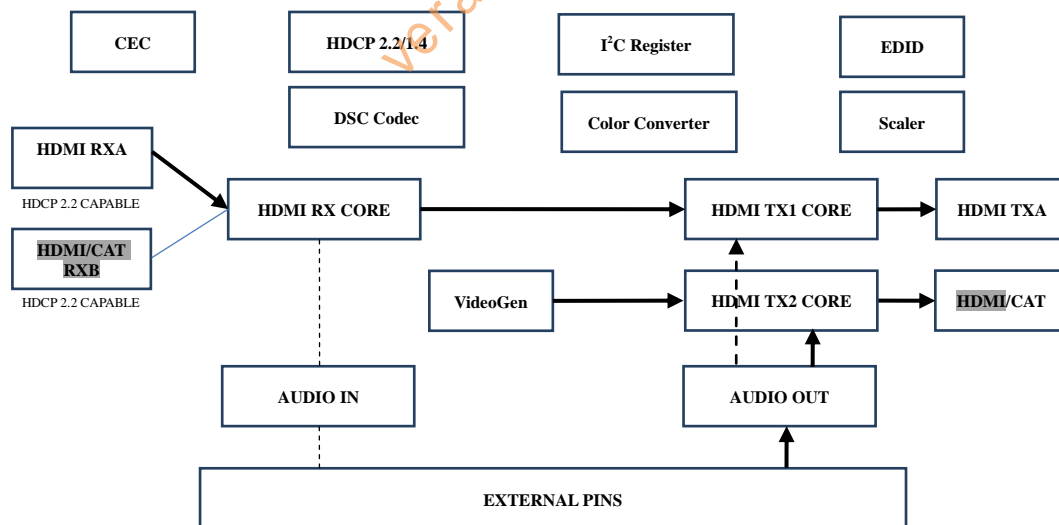 CEC
HDCP 2.2/1.4
I²C Register
EDID
DSC Codec
Color Converter
Scaler
HDMI RXA
HDCP 2.2 CAPABLE
HDMI RX CORE
HDMI TX1 CORE
HDMI TXA
HDMI/CAT
RXB
HDCP 2.2 CAPABLE
VideoGen
HDMI TX2 CORE
HDMI/CAT
AUDIO IN
AUDIO OUT
EXTERNAL PINS